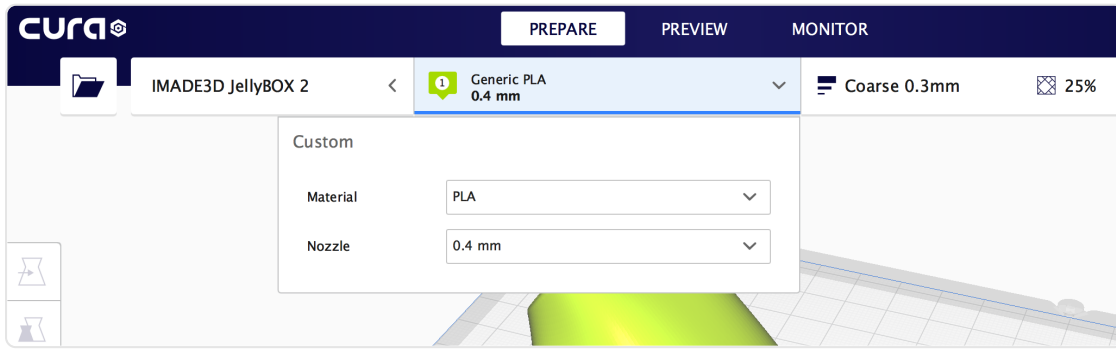 cura
PREPARE PREVIEW MONITOR
IMADE3D JellyBOX 2
1
Generic PLA
0.4 mm
Coarse 0.3mm
25%
Custom
Material PLA
Nozzle 0.4 mm